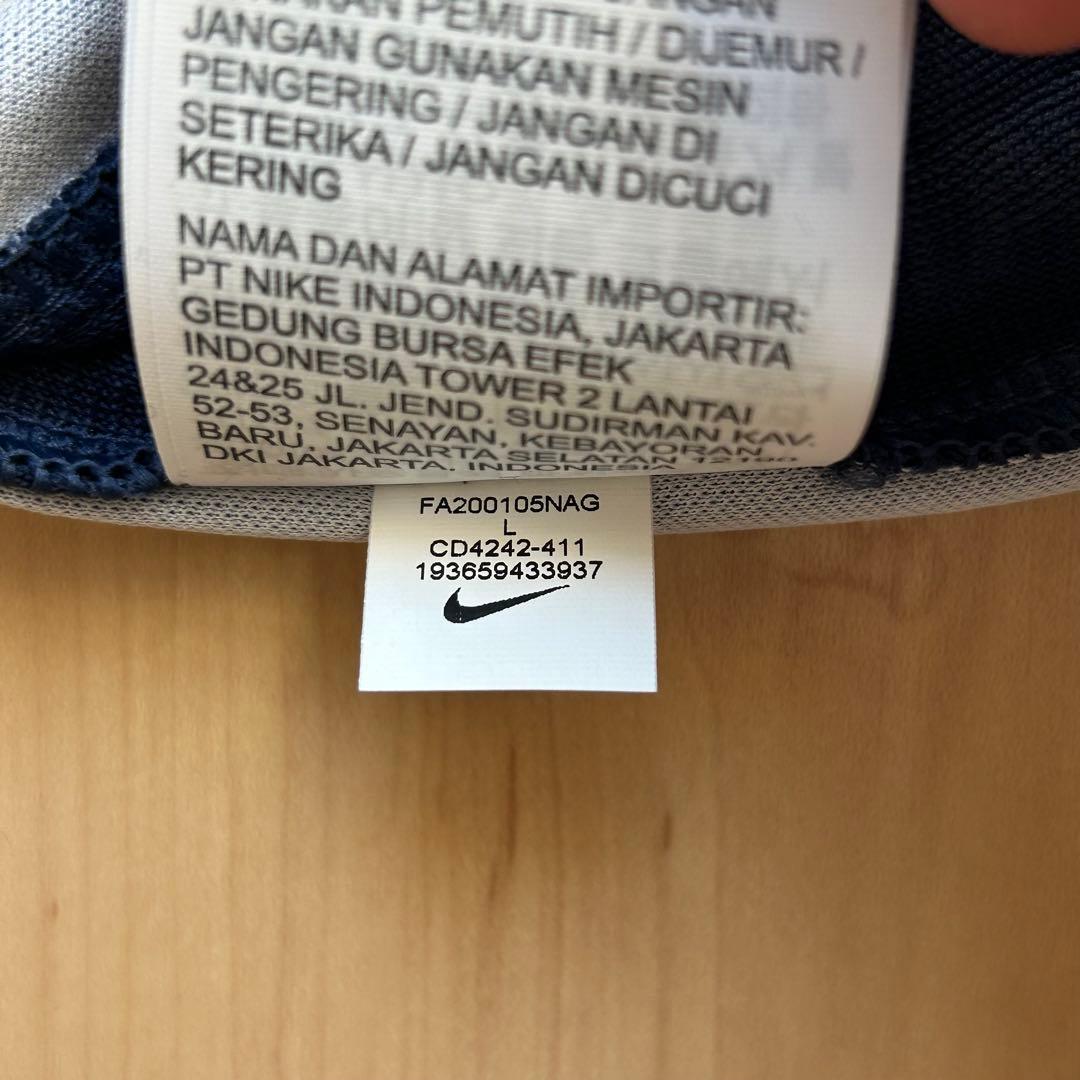 PEMUTIH / DIJEMUR /
JANGAN GUNAKAN MESIN
PENGERING / JANGAN DI
SETERIKA / JANGAN DICUCI
KERING
NAMA DAN ALAMAT IMPORTIR:
PT NIKE INDONESIA, JAKARTA
GEDUNG BURSA EFEK
INDONESIA TOWER 2 LANTAI
24&25 JL. JEND. SUDIRMAN KAV.
52-53, SENAYAN, KEBAYORAN
BARU, JAKARTA SELATAN, 12190
DKI JAKARTA, INDONESIA
FA200105NAG
L
CD4242-411
193659433937